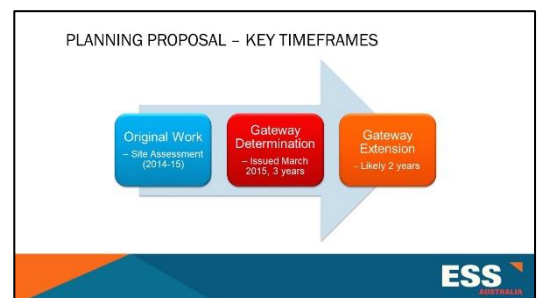 PLANNING PROPOSAL – KEY TIMEFRAMES
Original Work
– Site Assessment
(2014-15)
Gateway
Determination
– Issued March
2015, 3 years
Gateway
Extension
- Likely 2 years
ESS
AUSTRALIA